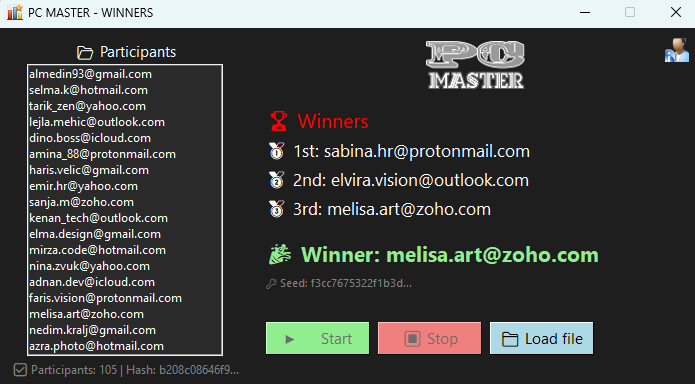 PC MASTER - WINNERS
Participants
almedin93@gmail.com
selma.k@hotmail.com
tarik_zen@yahoo.com
lejla.mehic@outlook.com
dino.boss@icloud.com
amina_88@protonmail.com
haris.velic@gmail.com
emir.hr@yahoo.com
sanja.m@zoho.com
kenan_tech@outlook.com
elma.design@gmail.com
mirza.code@hotmail.com
nina.zvuk@yahoo.com
adnan.dev@icloud.com
faris.vision@protonmail.com
melisa.art@zoho.com
nedim.kralj@gmail.com
azra.photo@hotmail.com
Participants: 105 | Hash: b208c08646f9...
PC
MASTER
Winners
1st: sabina.hr@protonmail.com
2nd: elvira.vision@outlook.com
3rd: melisa.art@zoho.com
Winner: melisa.art@zoho.com
Seed: f3cc7675322f1b3d...
Start
Stop
Load file